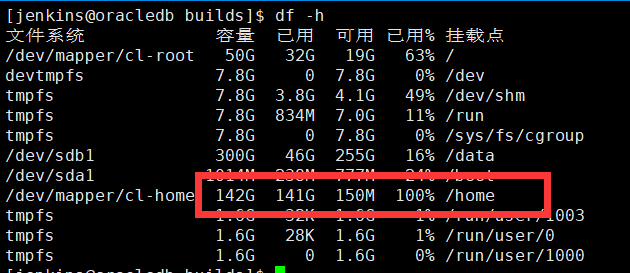 [jenkins@oracledb builds]$ df -h
文件系统 容量 已用 可用 已用% 挂载点
/dev/mapper/cl-root 50G 32G 19G 63% /
devtmpfs 7.8G 0 7.8G 0% /dev
tmpfs 7.8G 3.8G 4.1G 49% /dev/shm
tmpfs 7.8G 834M 7.0G 11% /run
tmpfs 7.8G 0 7.8G 0% /sys/fs/cgroup
/dev/sdb1 300G 46G 255G 16% /data
/dev/sda1 1014M 238M 777M 24% /boot
/dev/mapper/cl-home 142G 141G 150M 100% /home
tmpfs 1.6G 32K 1.6G 1% /run/user/1003
tmpfs 1.6G 28K 1.6G 1% /run/user/0
tmpfs 1.6G 0 1.6G 0% /run/user/1000
[jenkins@oracledb builds]$